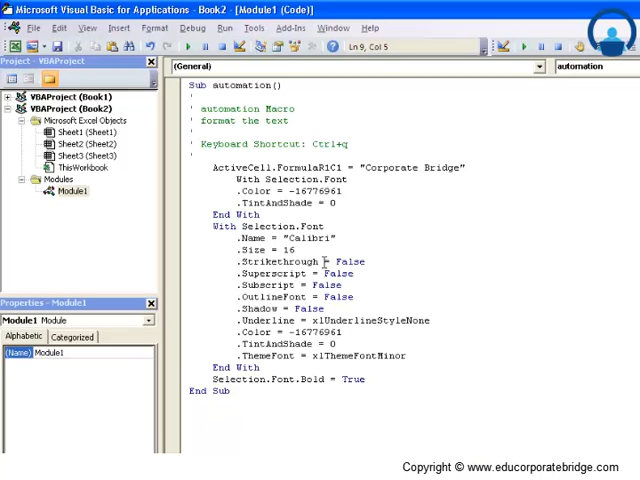 Microsoft Visual Basic for Applications - Book2 - [Module1 (Code)]
File Edit View Insert Format Debug Run Tools Add-Ins Window Help
Ln 9, Col 5
Project - VBAProject
(General)
automation
VBAProject (Book1)
VBAProject (Book2)
Microsoft Excel Objects
Sheet1 (Sheet1)
Sheet2 (Sheet2)
Sheet3 (Sheet3)
ThisWorkbook
Modules
Module1
Properties - Module1
Module1 Module
Alphabetic Categorized
(Name) Module1
Sub automation()
'
' automation Macro
' format the text
'
' Keyboard Shortcut: Ctrl+q
'
ActiveCell.FormulaR1C1 = "Corporate Bridge"
With Selection.Font
.Color = -16776961
.TintAndShade = 0
End With
With Selection.Font
.Name = "Calibri"
.Size = 16
.Strikethrough = False
.Superscript = False
.Subscript = False
.OutlineFont = False
.Shadow = False
.Underline = xlUnderlineStyleNone
.Color = -16776961
.TintAndShade = 0
.ThemeFont = xlThemeFontMinor
End With
Selection.Font.Bold = True
End Sub
Copyright © www.educorporatebridge.com